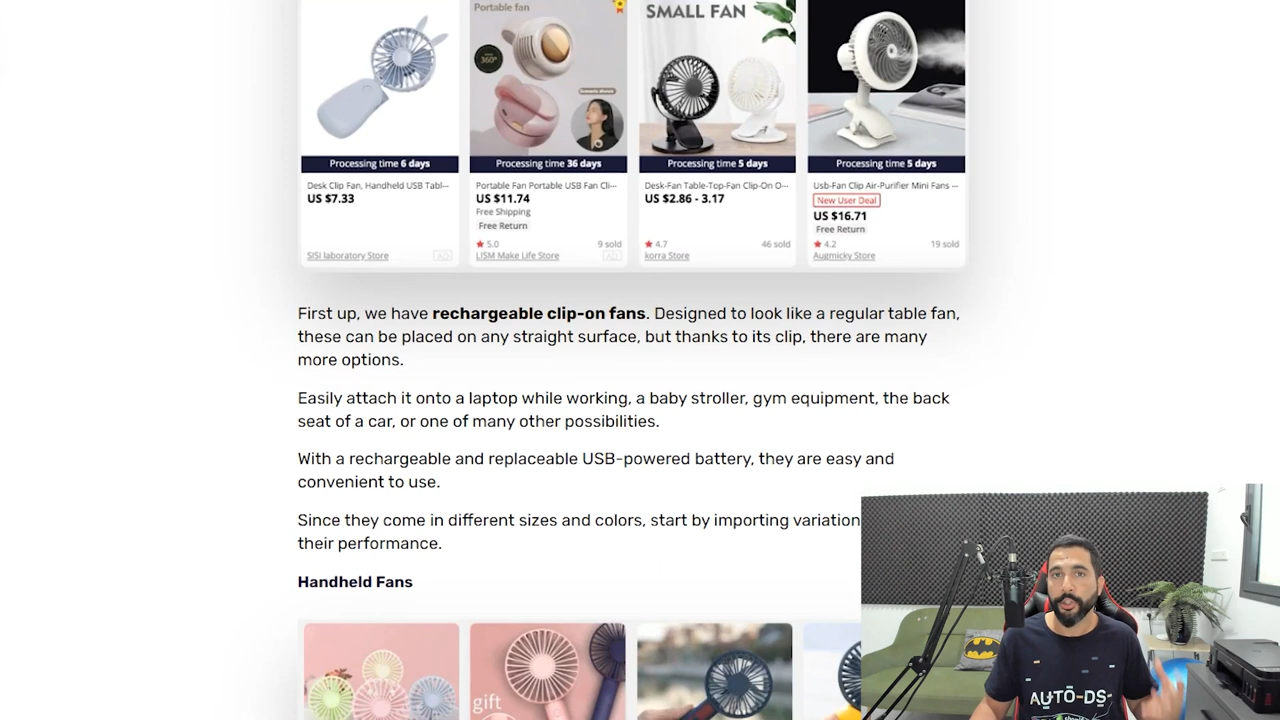 Portable fan
360°
SMALL FAN
Processing time 6 days
Processing time 36 days
Processing time 5 days
Processing time 5 days
Desk Clip Fan, Handheld USB Tabl···
US $7.33
SISI laboratory Store
AD
Portable Fan Portable USB Fan Cli···
US $11.74
Free Shipping
Free Return
5.0
9 sold
LISM Make Life Store
AD
Desk-Fan Table-Top-Fan Clip-On O···
US $2.86 - 3.17
4.7
46 sold
korra Store
Usb-Fan Clip Air-Purifier Mini Fans ···
New User Deal
US $16.71
Free Return
4.2
19 sold
Augmicky Store
First up, we have rechargeable clip-on fans. Designed to look like a regular table fan,
these can be placed on any straight surface, but thanks to its clip, there are many
more options.
Easily attach it onto a laptop while working, a baby stroller, gym equipment, the back
seat of a car, or one of many other possibilities.
With a rechargeable and replaceable USB-powered battery, they are easy and
convenient to use.
Since they come in different sizes and colors, start by importing variation
their performance.
Handheld Fans
gift
AUTO-DS-
shopify